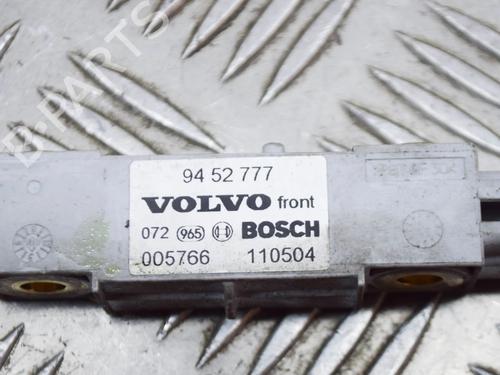 B-PARTS
94 52 777
VOLVO front
072 965 BOSCH
005766 110504